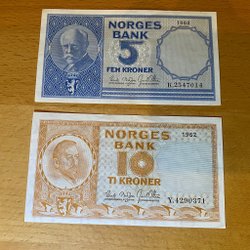 NORGES
1962
BANK
5
FEM KRONER
K.2547014
NORGES
1962
BANK
10
TI KRONER
Y.4290371